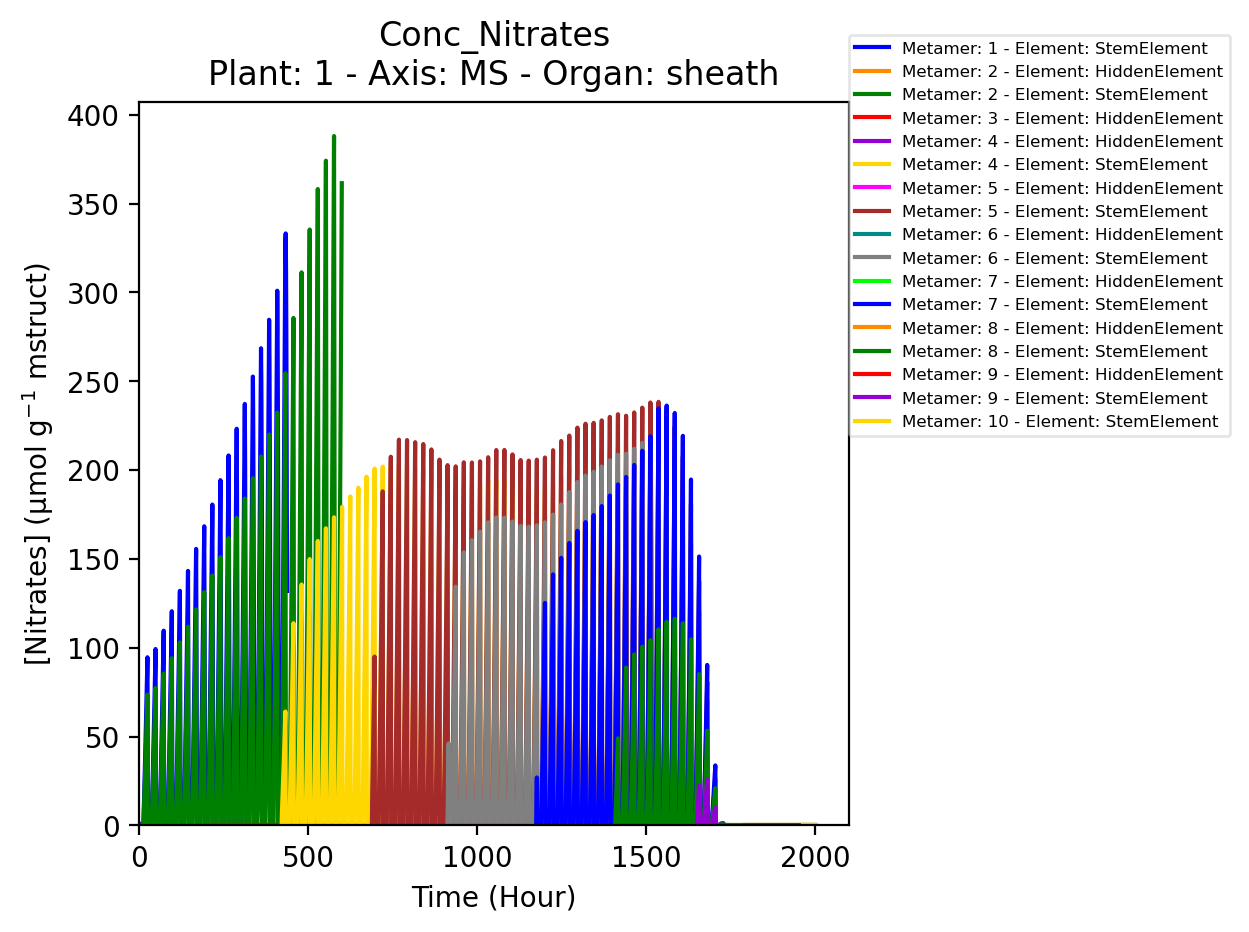 Conc_Nitrates
Plant: 1 - Axis: MS - Organ: sheath
[Nitrates] (µmol g⁻¹ mstruct)
400
350
300
250
200
150
100
50
0
0 500 1000 1500 2000
Time (Hour)
Metamer: 1 - Element: StemElement
Metamer: 2 - Element: HiddenElement
Metamer: 2 - Element: StemElement
Metamer: 3 - Element: HiddenElement
Metamer: 4 - Element: HiddenElement
Metamer: 4 - Element: StemElement
Metamer: 5 - Element: HiddenElement
Metamer: 5 - Element: StemElement
Metamer: 6 - Element: HiddenElement
Metamer: 6 - Element: StemElement
Metamer: 7 - Element: HiddenElement
Metamer: 7 - Element: StemElement
Metamer: 8 - Element: HiddenElement
Metamer: 8 - Element: StemElement
Metamer: 9 - Element: HiddenElement
Metamer: 9 - Element: StemElement
Metamer: 10 - Element: StemElement